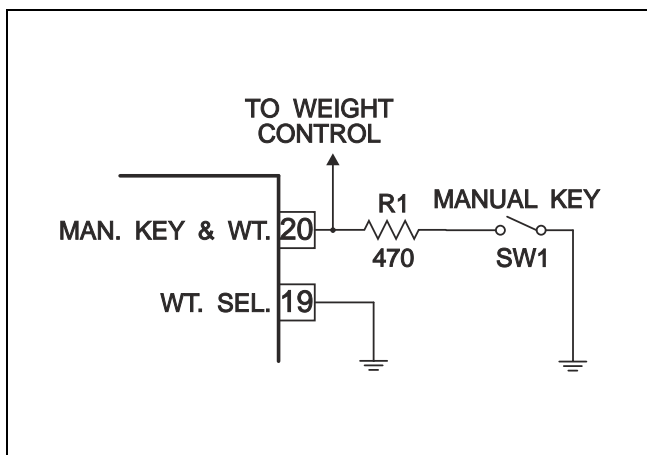 TO WEIGHT
CONTROL
R1
MANUAL KEY
MAN. KEY & WT. 20
470
SW1
WT. SEL. 19